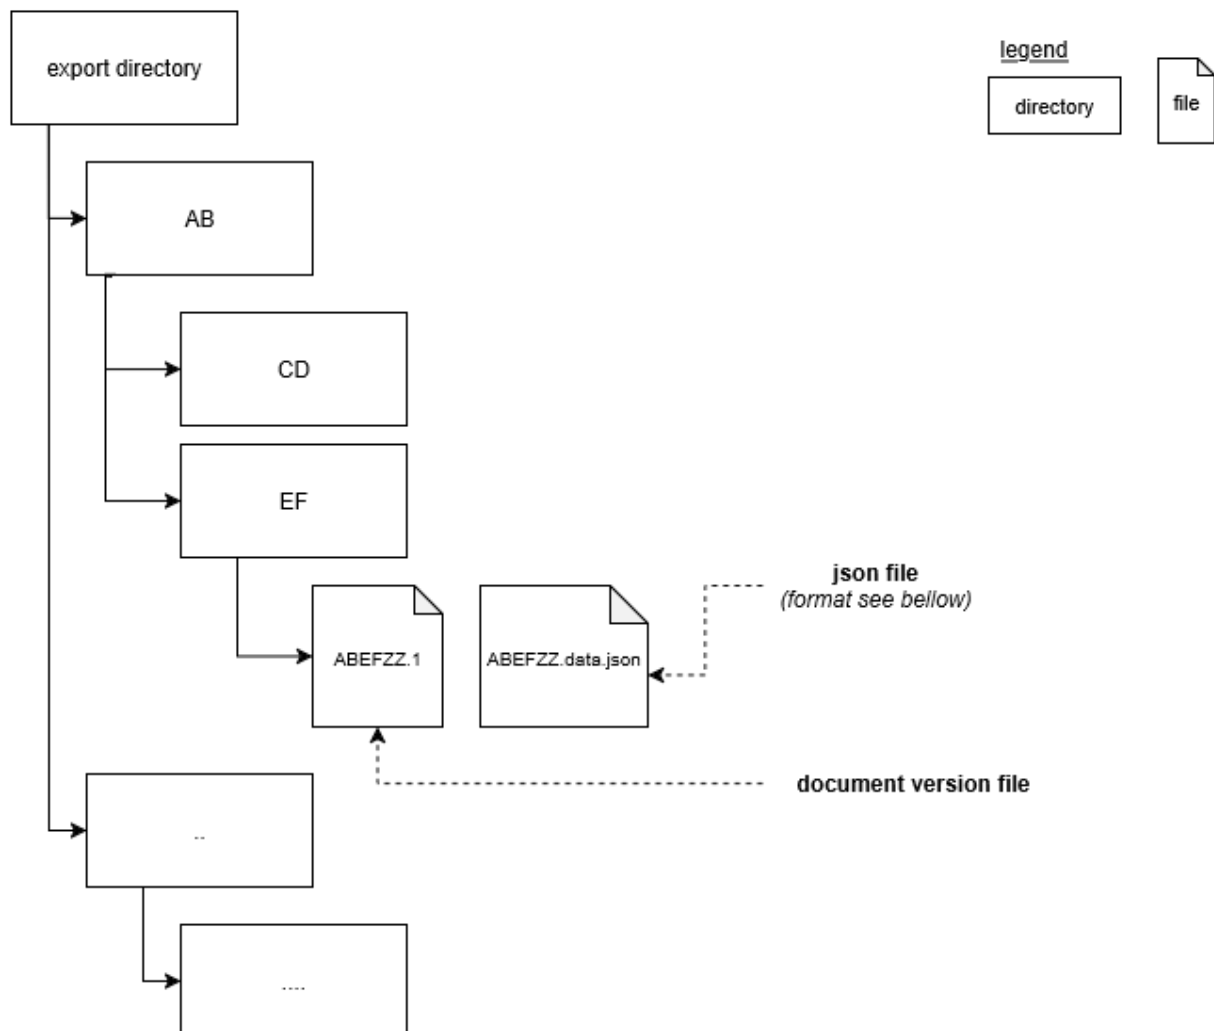 export directory
legend
directory
file
AB
CD
EF
json file
(format see bellow)
ABEFZZ.1
ABEFZZ.data.json
document version file
..
....